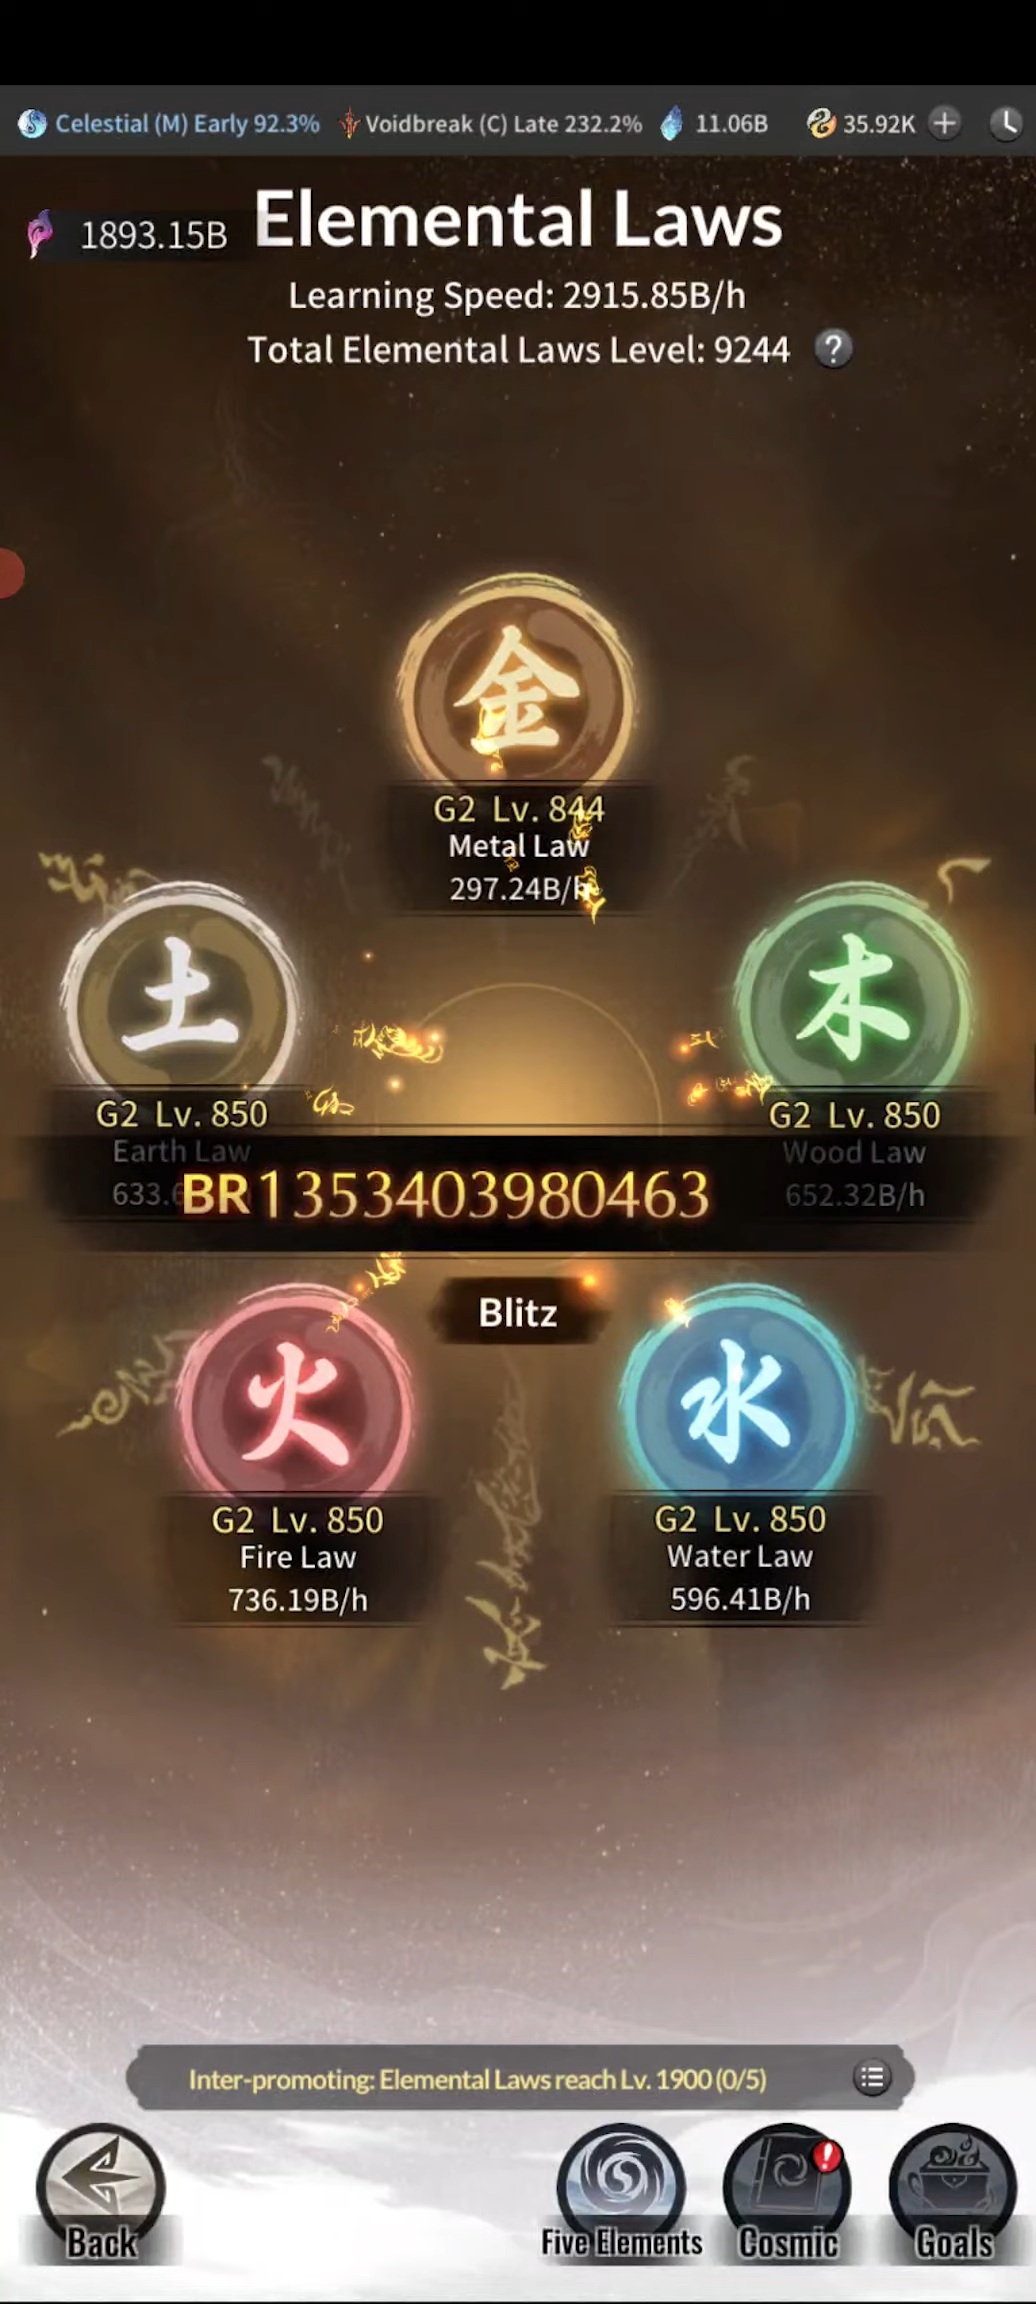 Celestial (M) Early 92.3% Voidbreak (C) Late 232.2% 11.06B 35.92K
1893.15B
Elemental Laws
Learning Speed: 2915.85B/h
Total Elemental Laws Level: 9244 ?
金
G2 Lv. 844
Metal Law
297.24B/h
土
G2 Lv. 850
Earth Law
木
G2 Lv. 850
Wood Law
652.32B/h
BR1353403980463
Blitz
火
G2 Lv. 850
Fire Law
736.19B/h
水
G2 Lv. 850
Water Law
596.41B/h
Inter-promoting: Elemental Laws reach Lv. 1900 (0/5)
Back
Five Elements
Cosmic
Goals